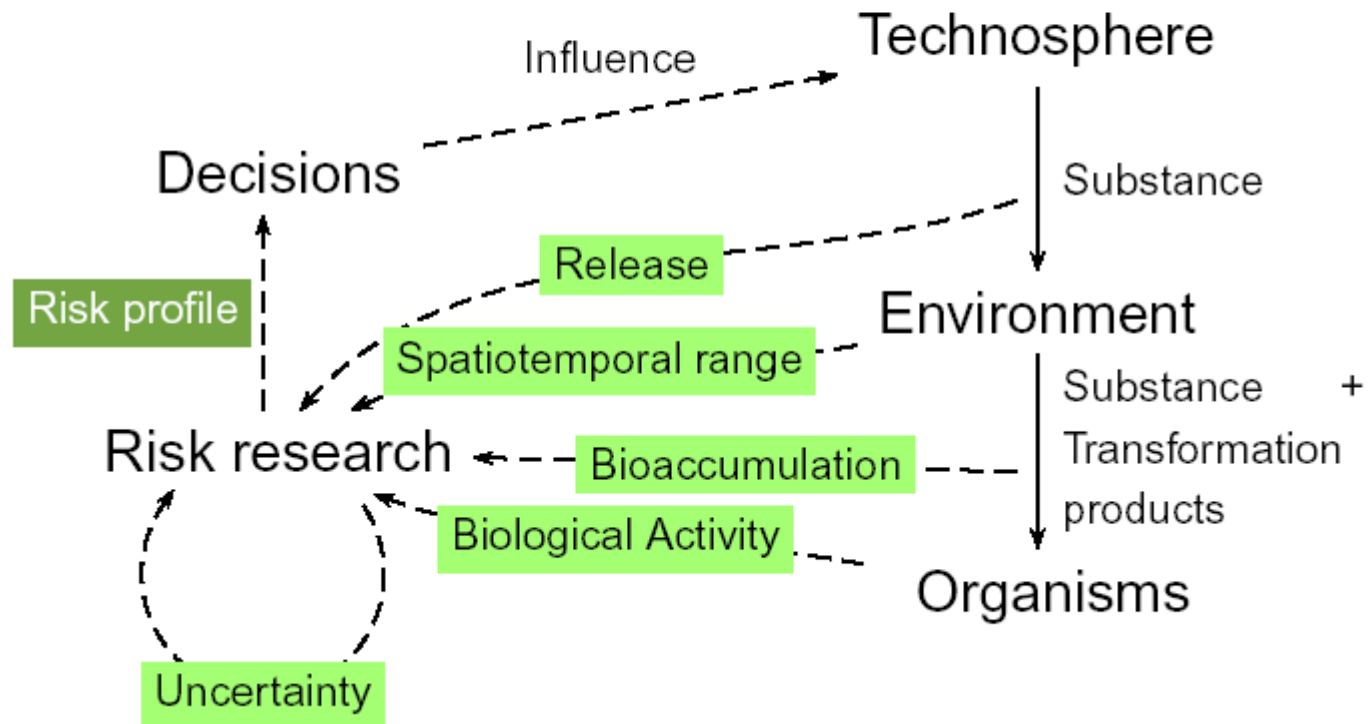 Technosphere
Influence
Decisions
Substance
Release
Risk profile
Environment
Spatiotemporal range
Substance +
Transformation
products
Risk research
Bioaccumulation
Biological Activity
Organisms
Uncertainty